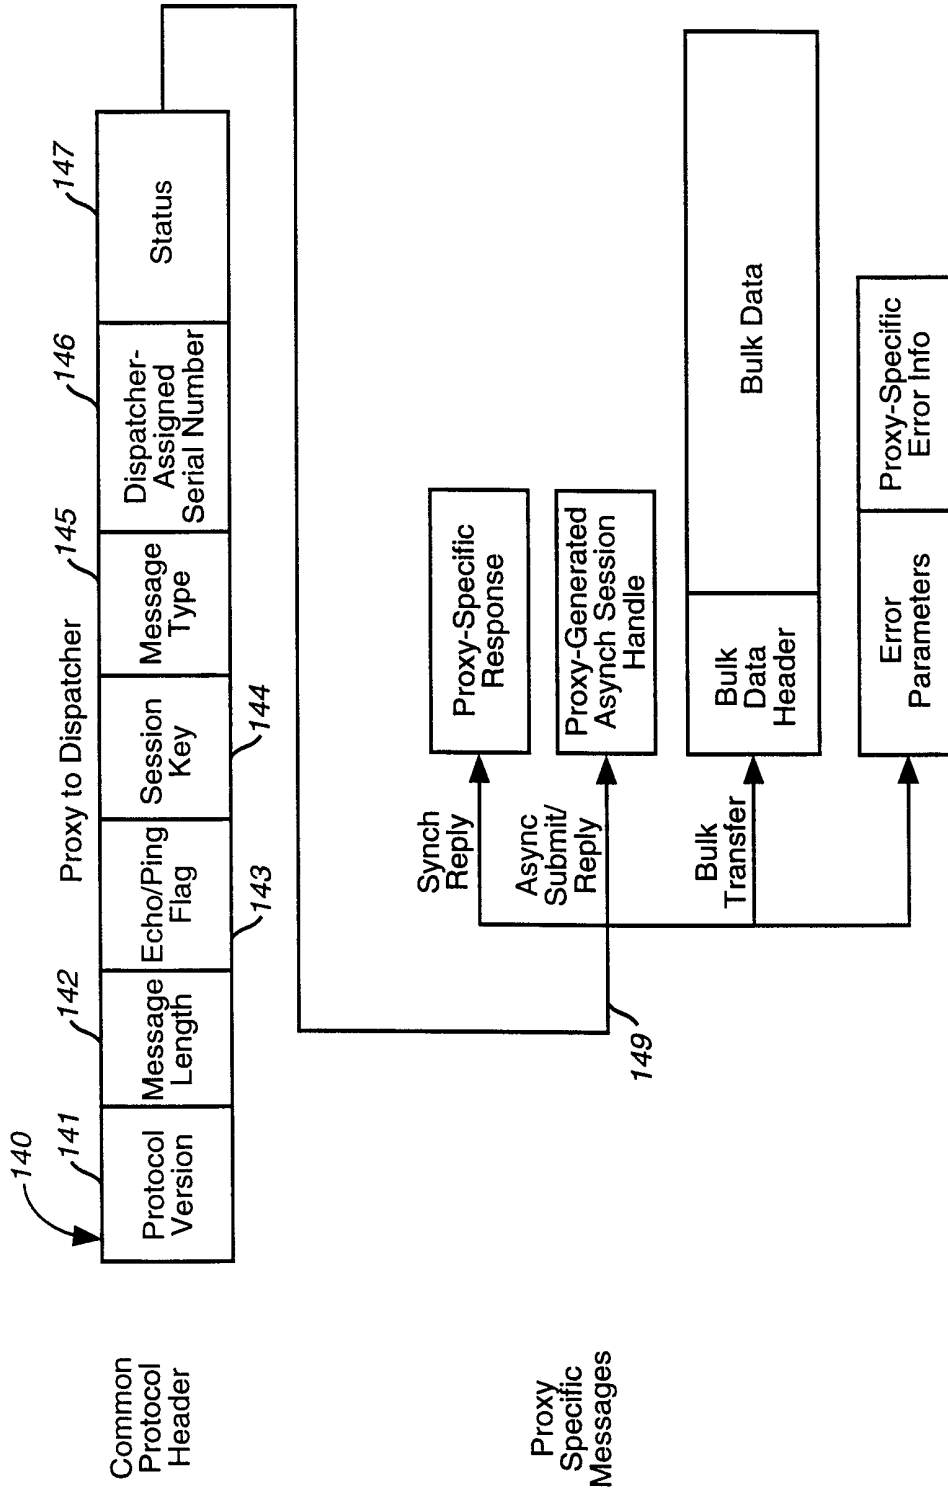 Proxy to Dispatcher
Common
Protocol
Header
140
141
142
143
144
145
146
147
Protocol
Version
Message
Length
Echo/Ping
Flag
Session
Key
Message
Type
Dispatcher-
Assigned
Serial Number
Status
Proxy
Specific
Messages
149
Synch
Reply
Proxy-Specific
Response
Async
Submit/
Reply
Proxy-Generated
Asynch Session
Handle
Bulk
Transfer
Bulk
Data
Header
Bulk Data
Error
Parameters
Proxy-Specific
Error Info